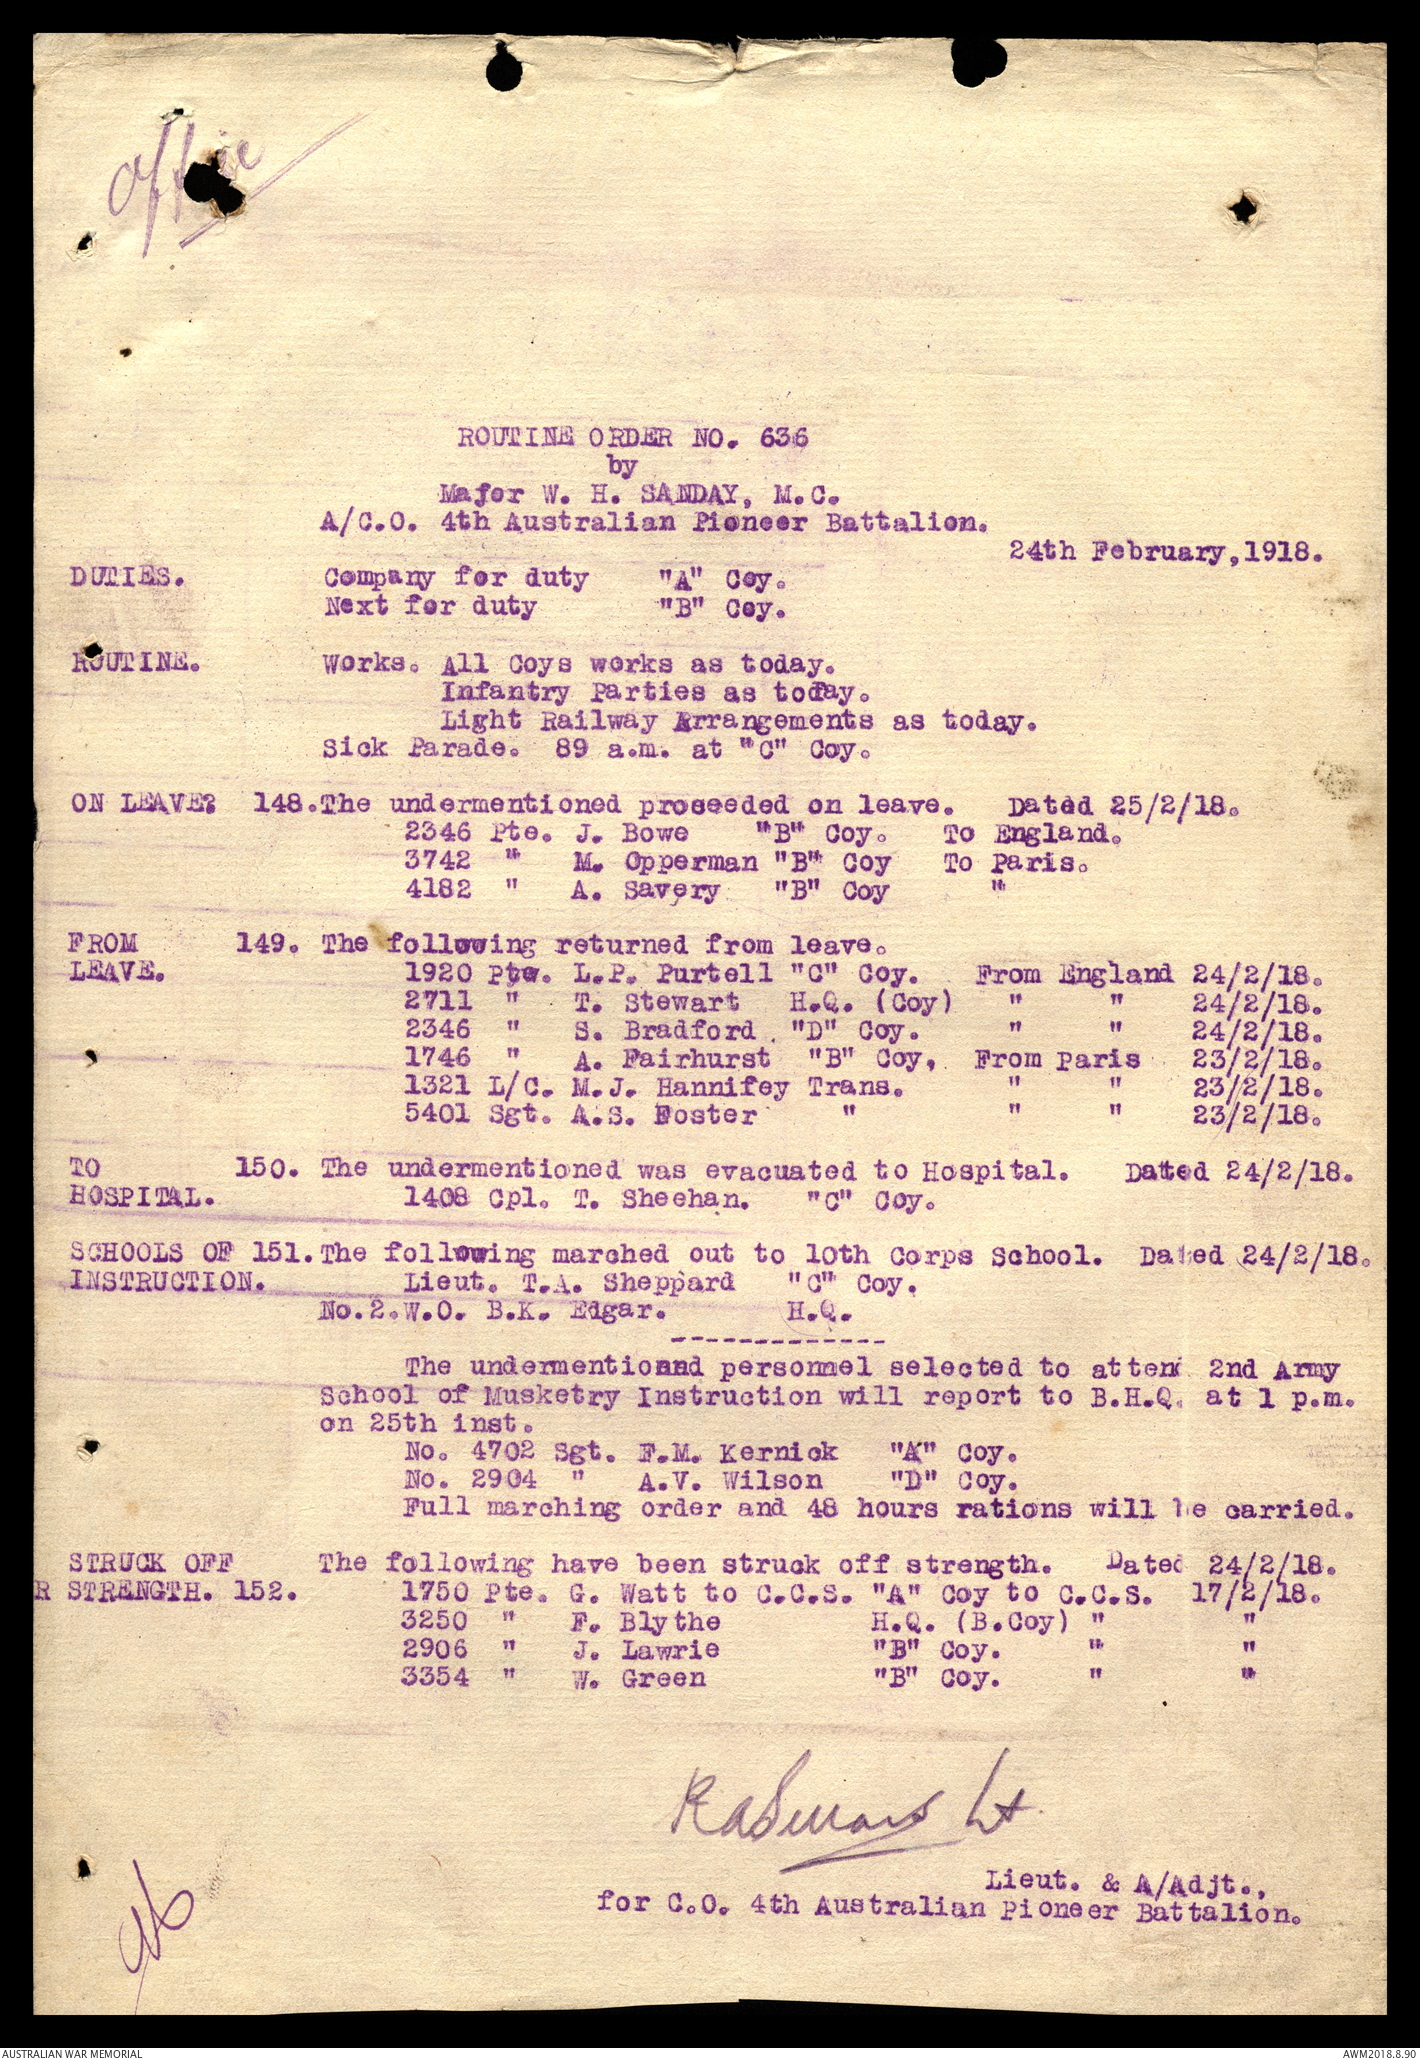 Office
ROUTINE ORDER NO. 636
by
Major W. H. SANDAY, M.C.
A/C.O. 4th Australian Pioneer Battalion.
24th February,1918.
DUTIES. Company for duty "A" Coy.
Next for duty "B" Coy.
ROUTINE. Works. All Coys works as today.
Infantry Parties as today.
Light Railway Arrangements as today.
Sick Parade. 89 a.m. at "C" Coy.
ON LEAVE? 148. The undermentioned proseeded on leave. Dated 25/2/18.
2346 Pte. J. Bowe "B" Coy. To England.
3742 " M. Opperman "B" Coy To Paris.
4182 " A. Savery "B" Coy "
FROM 149. The following returned from leave.
LEAVE. 1920 Pte. L.P. Purtell "C" Coy. From England 24/2/18.
2711 " T. Stewart H.Q. (Coy) " " 24/2/18.
2346 " S. Bradford "D" Coy. " " 24/2/18.
1746 " A. Fairhurst "B" Coy, From Paris 23/2/18.
1321 L/C. M.J. Hannifey Trans. " " 23/2/18.
5401 Sgt. A.S. Foster " " " 23/2/18.
TO 150. The undermentioned was evacuated to Hospital. Dated 24/2/18.
HOSPITAL. 1408 Cpl. T. Sheehan. "C" Coy.
SCHOOLS OF 151. The following marched out to 10th Corps School. Dated 24/2/18.
INSTRUCTION. Lieut. T.A. Sheppard "C" Coy.
No.2.W.O. B.K. Edgar. H.Q.
-------------
The undermentioned personnel selected to attend 2nd Army
School of Musketry Instruction will report to B.H.Q. at 1 p.m.
on 25th inst.
No. 4702 Sgt. F.M. Kernick "A" Coy.
No. 2904 " A.V. Wilson "D" Coy.
Full marching order and 48 hours rations will be carried.
STRUCK OFF The following have been struck off strength. Dated 24/2/18.
R STRENGTH. 152. 1750 Pte. G. Watt to C.C.S. "A" Coy to C.C.S. 17/2/18.
3250 " F. Blythe H.Q. (B.Coy) " "
2906 " J. Lawrie "B" Coy. " "
3354 " W. Green "B" Coy. " "
Lt.
Lieut. & A/Adjt.,
for C.O. 4th Australian Pioneer Battalion.
AUSTRALIAN WAR MEMORIAL AWM2018.8.90